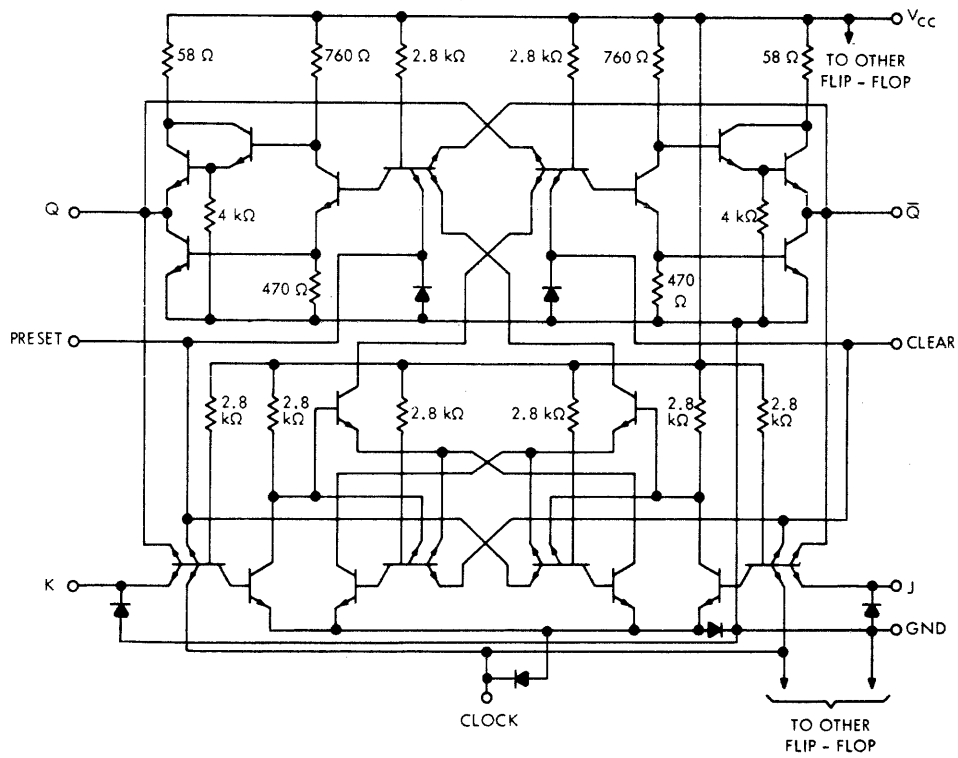 VCC
58 Ω
760 Ω
2.8 kΩ
2.8 kΩ
760 Ω
58 Ω
TO OTHER
FLIP - FLOP
Q
4 kΩ
4 kΩ
Q̅
470 Ω
470
Ω
PRESET
CLEAR
2.8
kΩ
2.8
kΩ
2.8 kΩ
2.8 kΩ
2.8
kΩ
2.8
kΩ
K
J
GND
CLOCK
TO OTHER
FLIP - FLOP